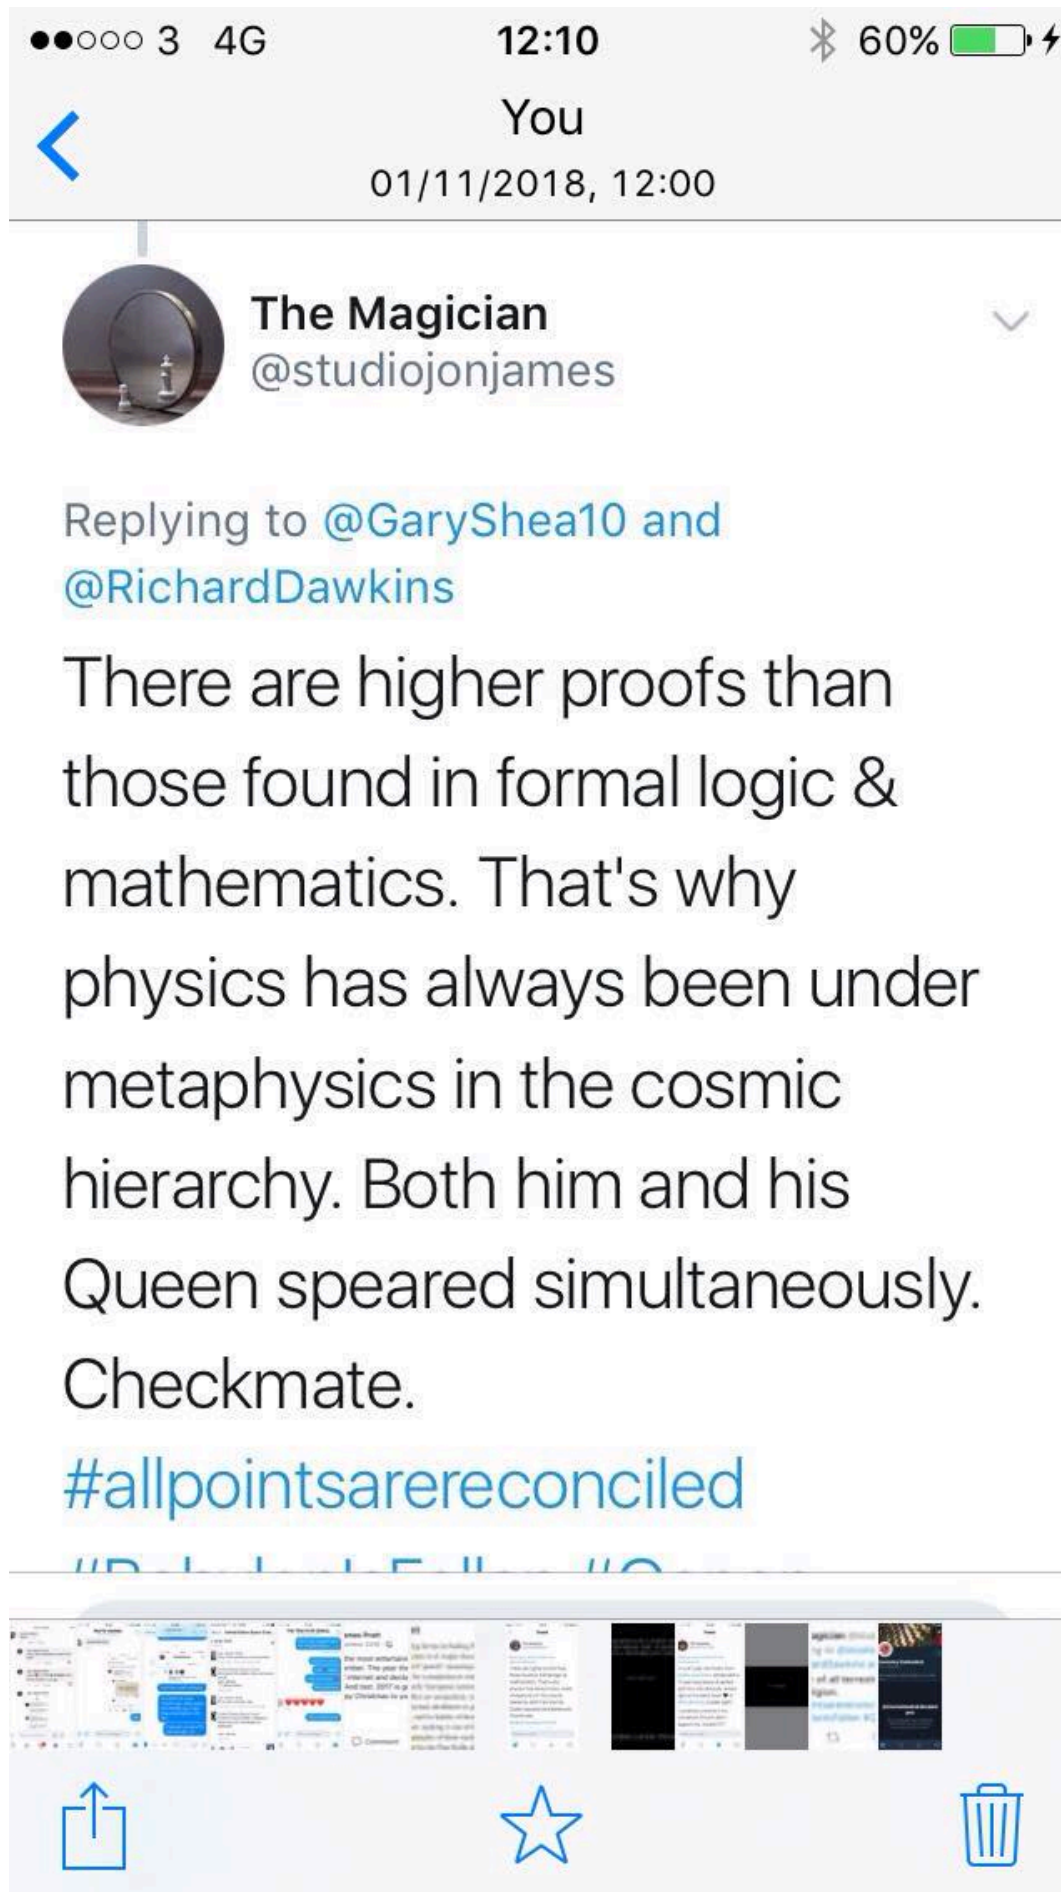 3 4G 12:10 60%
You
01/11/2018, 12:00
The Magician
@studiojonjames
Replying to @GaryShea10 and
@RichardDawkins
There are higher proofs than
those found in formal logic &
mathematics. That's why
physics has always been under
metaphysics in the cosmic
hierarchy. Both him and his
Queen speared simultaneously.
Checkmate.
#allpointsarereconciled